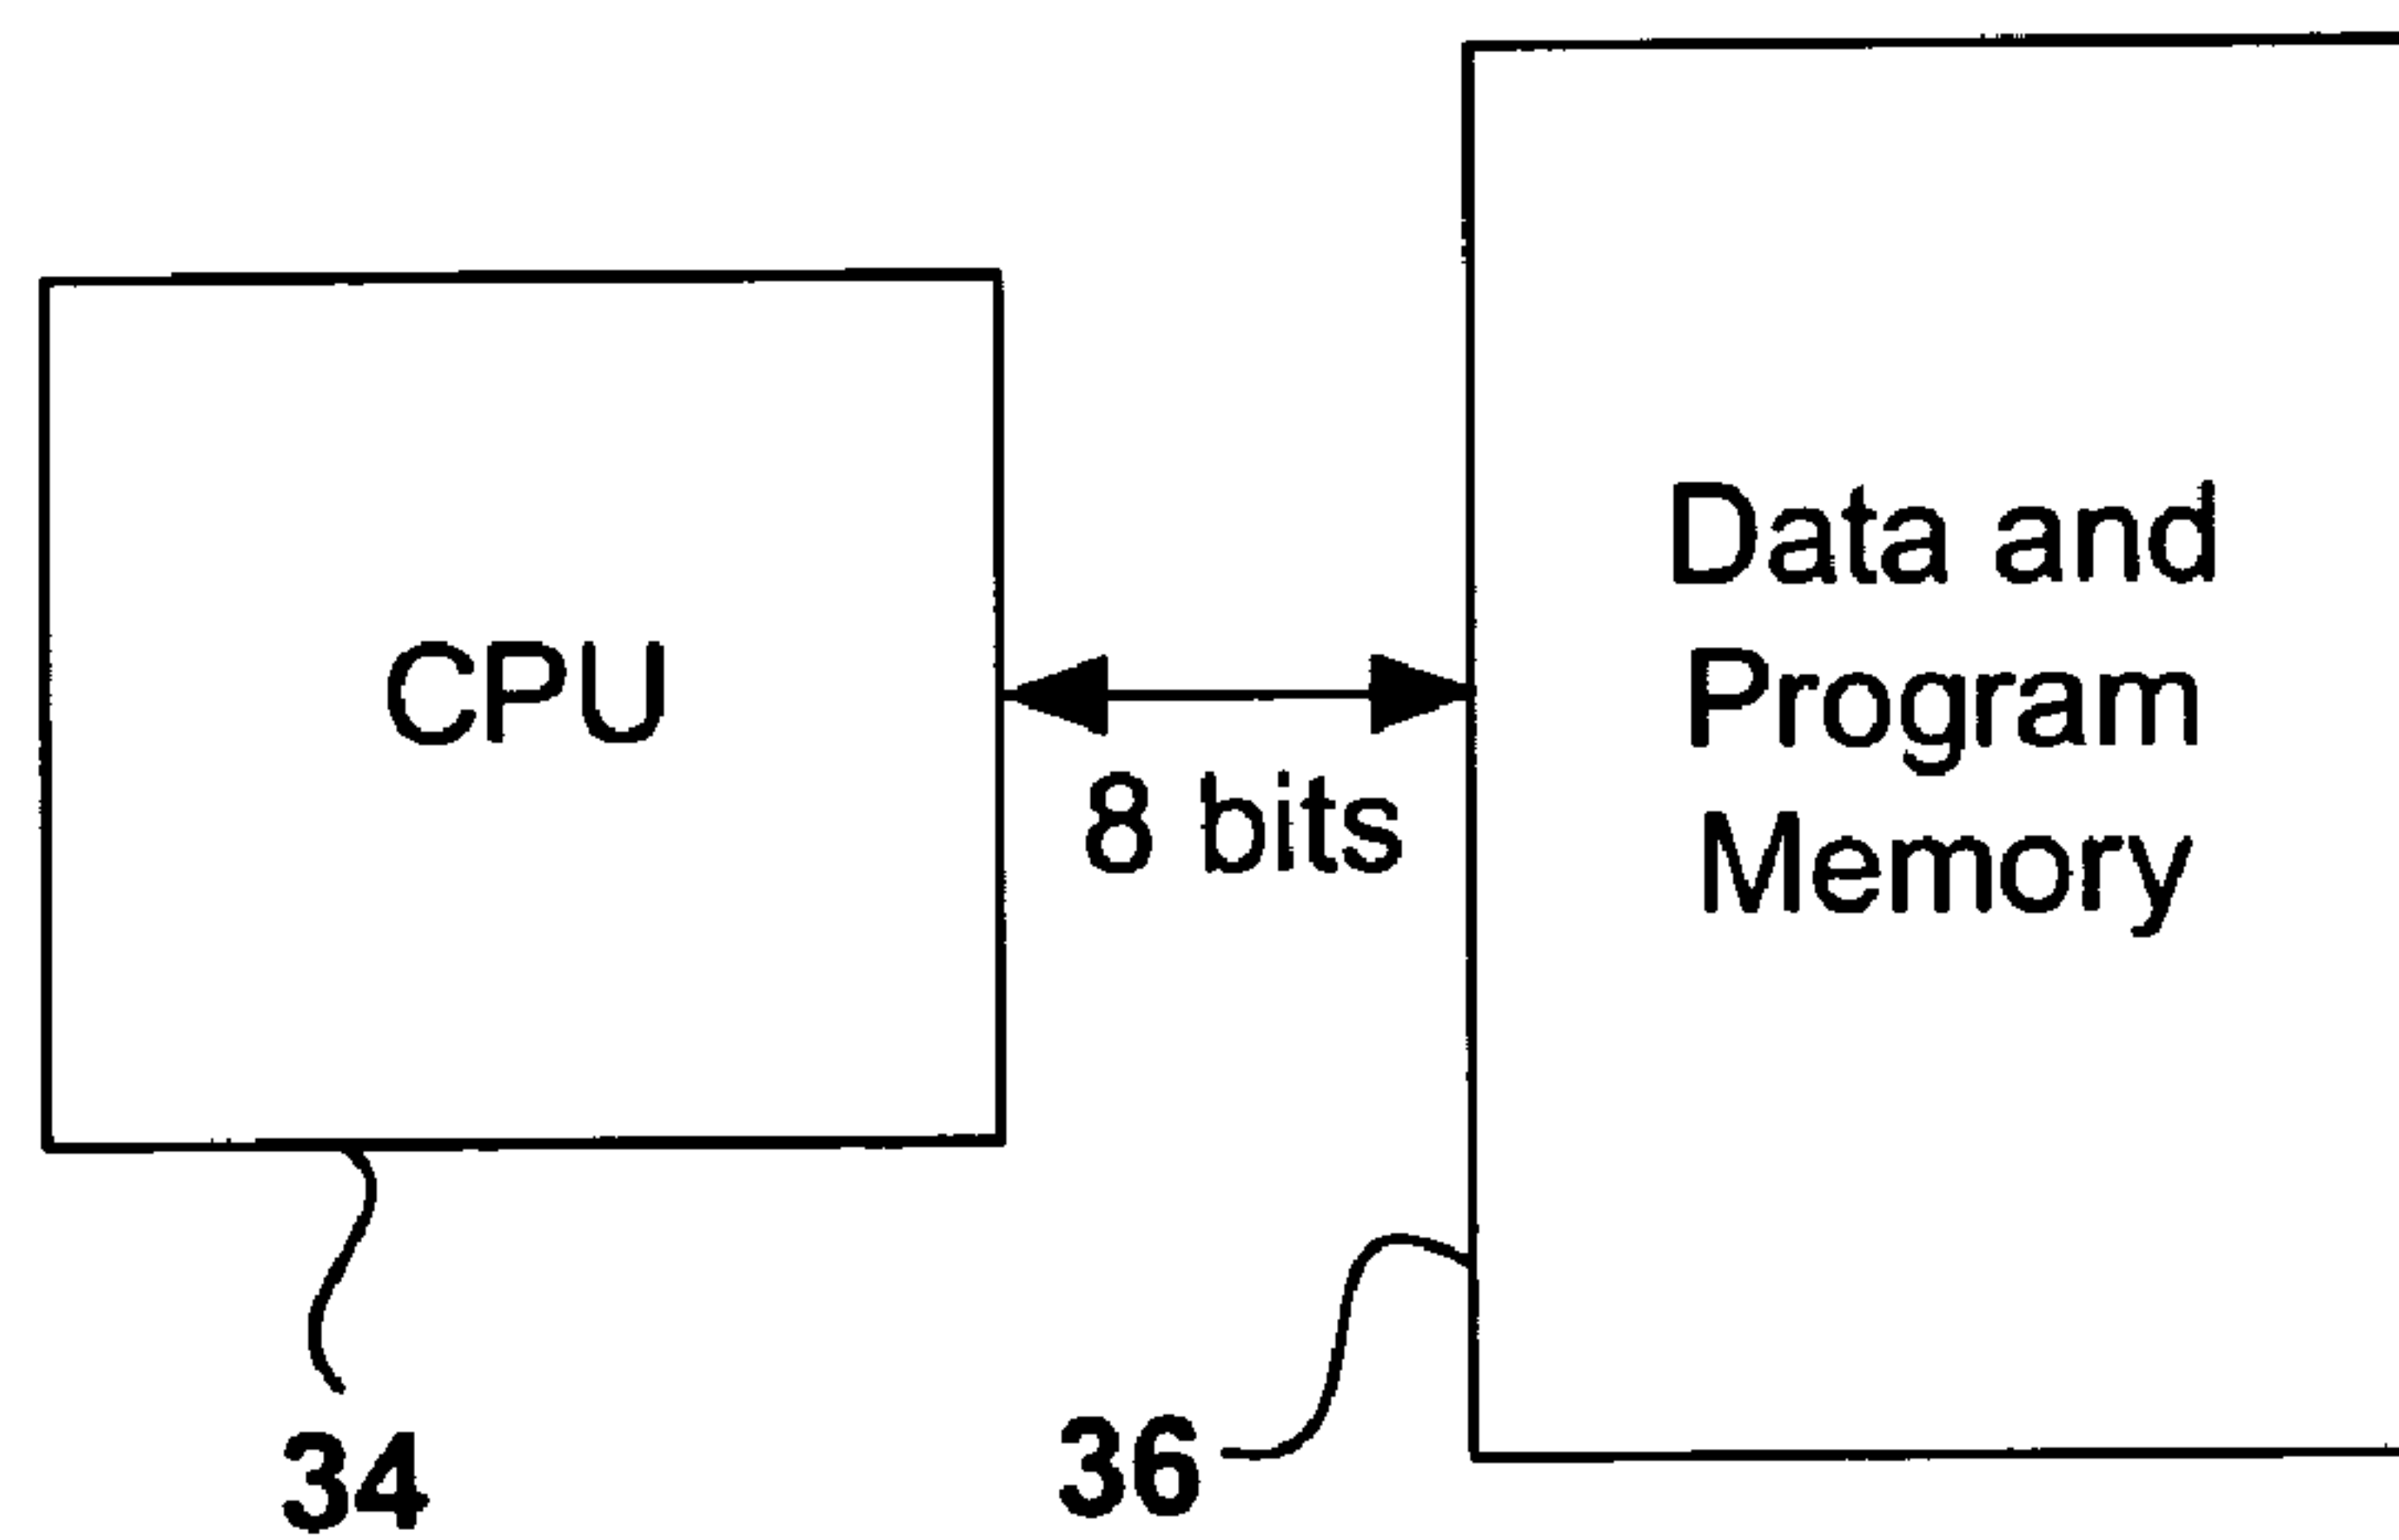 CPU
8 bits
Data and
Program
Memory
34
36